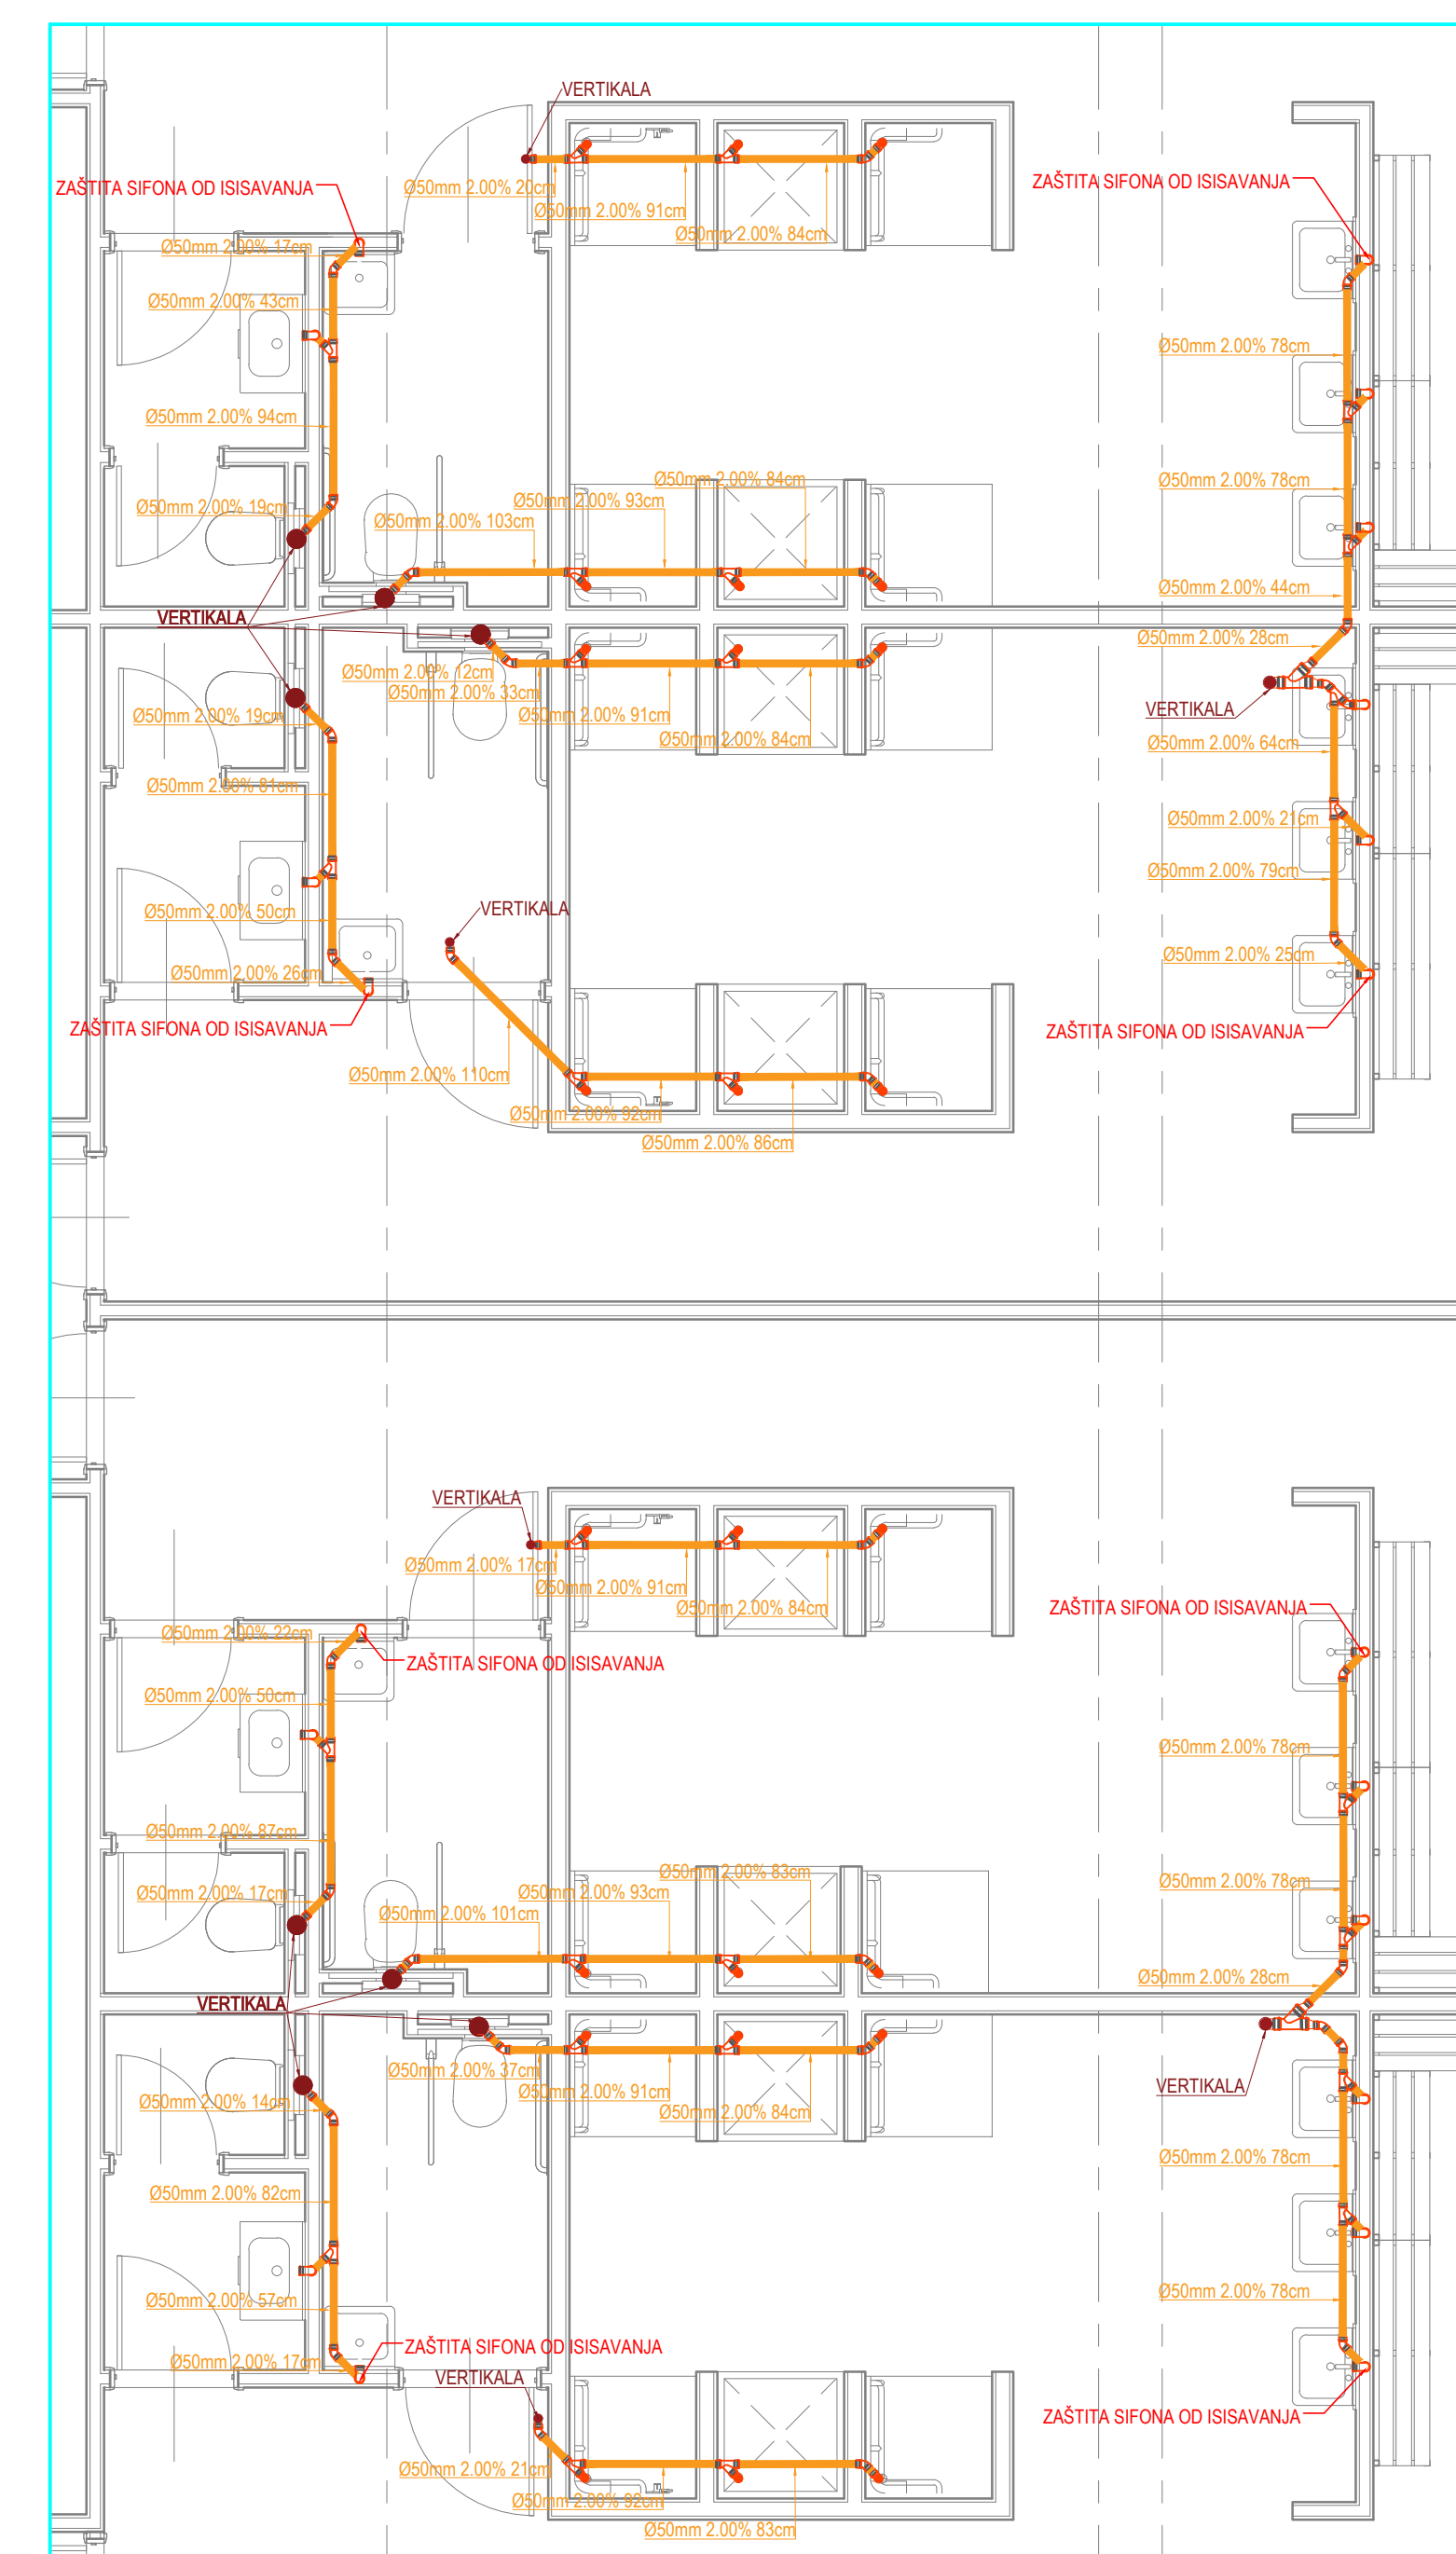 VERTIKALA
ZAŠTITA SIFONA OD ISISAVANJA
ZAŠTITA SIFONA OD ISISAVANJA
Ø50mm 2.00% 20cm
Ø50mm 2.00% 91cm
Ø50mm 2.00% 84cm
Ø50mm 2.00% 17cm
Ø50mm 2.00% 43cm
Ø50mm 2.00% 78cm
Ø50mm 2.00% 94cm
Ø50mm 2.00% 84cm
Ø50mm 2.00% 78cm
Ø50mm 2.00% 93cm
Ø50mm 2.00% 19cm
Ø50mm 2.00% 103cm
Ø50mm 2.00% 44cm
VERTIKALA
Ø50mm 2.00% 28cm
Ø50mm 2.00% 12cm
Ø50mm 2.00% 33cm
VERTIKALA
Ø50mm 2.00% 19cm
Ø50mm 2.00% 91cm
Ø50mm 2.00% 84cm
Ø50mm 2.00% 64cm
Ø50mm 2.00% 81cm
Ø50mm 2.00% 21cm
Ø50mm 2.00% 79cm
Ø50mm 2.00% 50cm
VERTIKALA
Ø50mm 2.00% 25cm
Ø50mm 2.00% 26cm
ZAŠTITA SIFONA OD ISISAVANJA
ZAŠTITA SIFONA OD ISISAVANJA
Ø50mm 2.00% 110cm
Ø50mm 2.00% 92cm
Ø50mm 2.00% 86cm
VERTIKALA
Ø50mm 2.00% 17cm
Ø50mm 2.00% 91cm
Ø50mm 2.00% 84cm
ZAŠTITA SIFONA OD ISISAVANJA
Ø50mm 2.00% 22cm
ZAŠTITA SIFONA OD ISISAVANJA
Ø50mm 2.00% 50cm
Ø50mm 2.00% 78cm
Ø50mm 2.00% 87cm
Ø50mm 2.00% 83cm
Ø50mm 2.00% 78cm
Ø50mm 2.00% 17cm
Ø50mm 2.00% 93cm
Ø50mm 2.00% 101cm
Ø50mm 2.00% 28cm
VERTIKALA
Ø50mm 2.00% 37cm
VERTIKALA
Ø50mm 2.00% 91cm
Ø50mm 2.00% 14cm
Ø50mm 2.00% 84cm
Ø50mm 2.00% 78cm
Ø50mm 2.00% 82cm
Ø50mm 2.00% 78cm
Ø50mm 2.00% 57cm
ZAŠTITA SIFONA OD ISISAVANJA
Ø50mm 2.00% 17cm
VERTIKALA
ZAŠTITA SIFONA OD ISISAVANJA
Ø50mm 2.00% 21cm
Ø50mm 2.00% 92cm
Ø50mm 2.00% 83cm